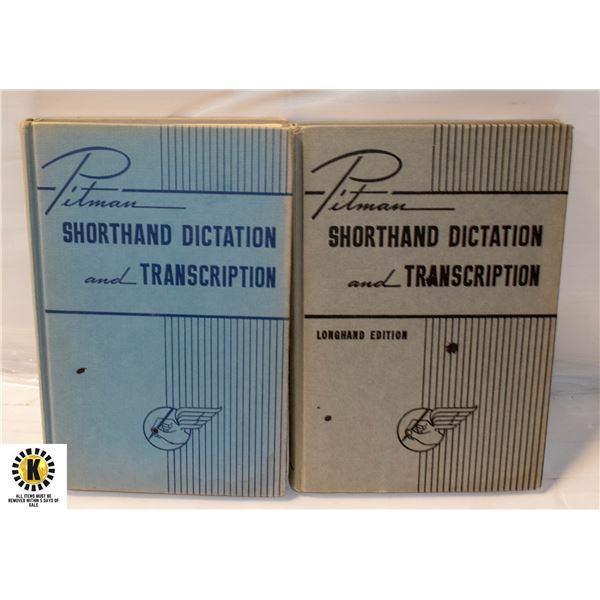 Pitman
SHORTHAND DICTATION
and TRANSCRIPTION
Pitman
SHORTHAND DICTATION
and TRANSCRIPTION
LONGHAND EDITION
K
ALL ITEMS MUST BE
REMOVED WITHIN 5 DAYS OF
SALE